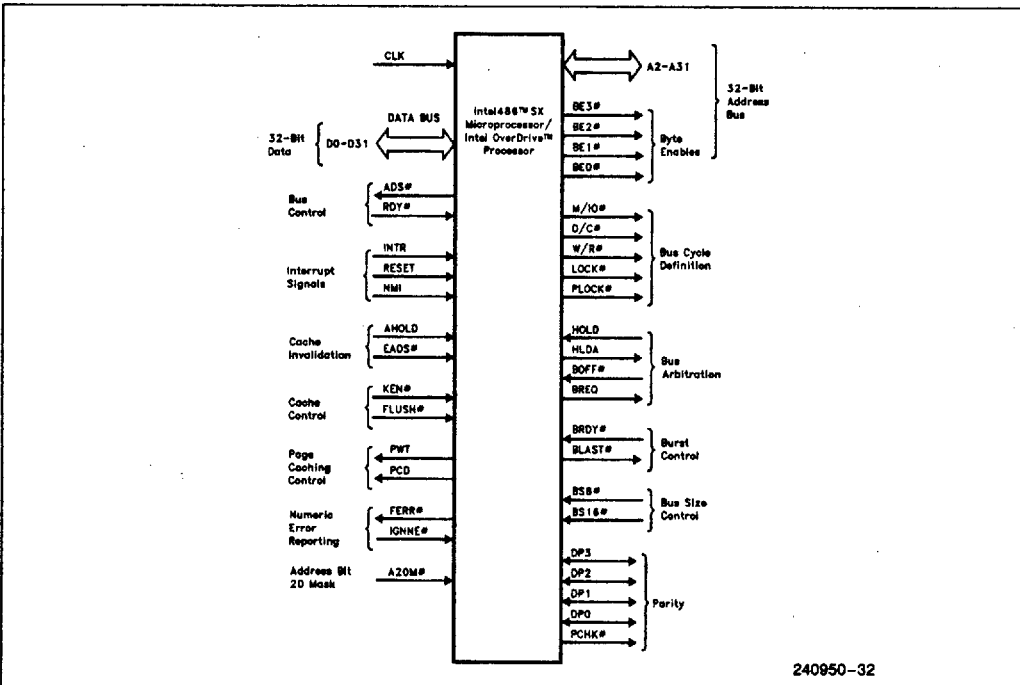 CLK
DATA BUS
32-Bit
Data
D0-D31
ADS#
RDY#
Bus
Control
INTR
RESET
NMI
Interrupt
Signals
AHOLD
EADS#
Cache
Invalidation
KEN#
FLUSH#
Cache
Control
PWT
PCD
Page
Caching
Control
FERR#
IGNNE#
Numeric
Error
Reporting
Address Bit
20 Mask
A20M#
Intel486™ SX
Microprocessor/
Intel OverDrive™
Processor
A2-A31
32-Bit
Address
Bus
BE3#
BE2#
BE1#
BE0#
Byte
Enables
M/IO#
D/C#
W/R#
LOCK#
PLOCK#
Bus Cycle
Definition
HOLD
HLDA
BOFF#
BREQ
Bus
Arbitration
BRDY#
BLAST#
Burst
Control
BS8#
BS16#
Bus Size
Control
DP3
DP2
DP1
DP0
PCHK#
Parity
240950-32